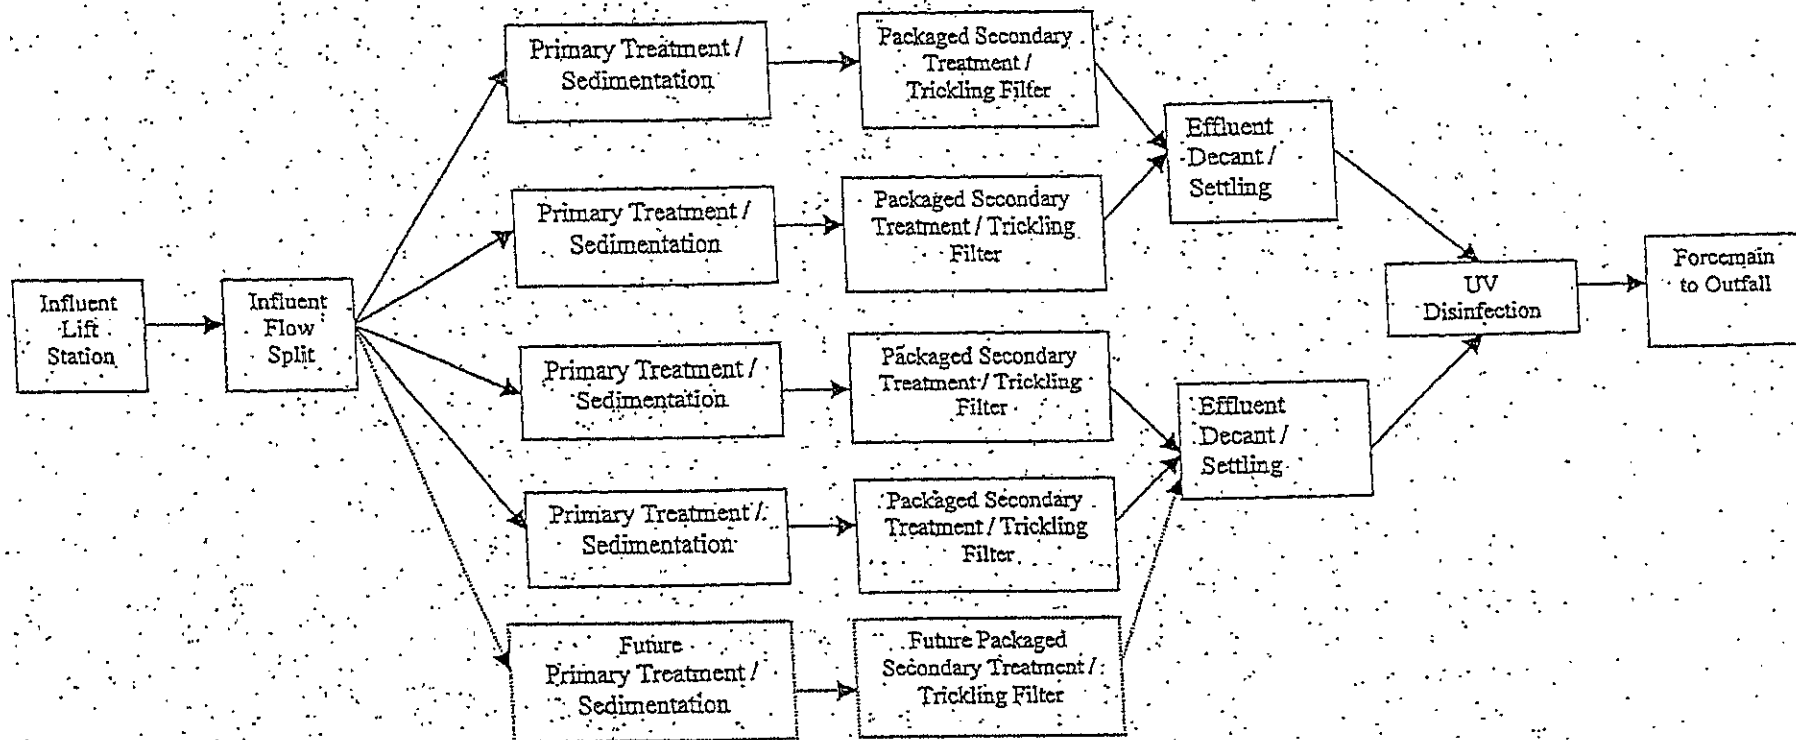 Influent
Lift
Station
Influent
Flow
Split
Primary Treatment /
Sedimentation
Packaged Secondary
Treatment /
Trickling Filter
Primary Treatment /
Sedimentation
Packaged Secondary
Treatment / Trickling
Filter
Primary Treatment /
Sedimentation
Packaged Secondary
Treatment / Trickling
Filter
Primary Treatment /
Sedimentation
Packaged Secondary
Treatment / Trickling
Filter
Future
Primary Treatment /
Sedimentation
Future Packaged
Secondary Treatment /
Trickling Filter
Effluent
Decant /
Settling
Effluent
Decant /
Settling
UV
Disinfection
Forcemain
to Outfall